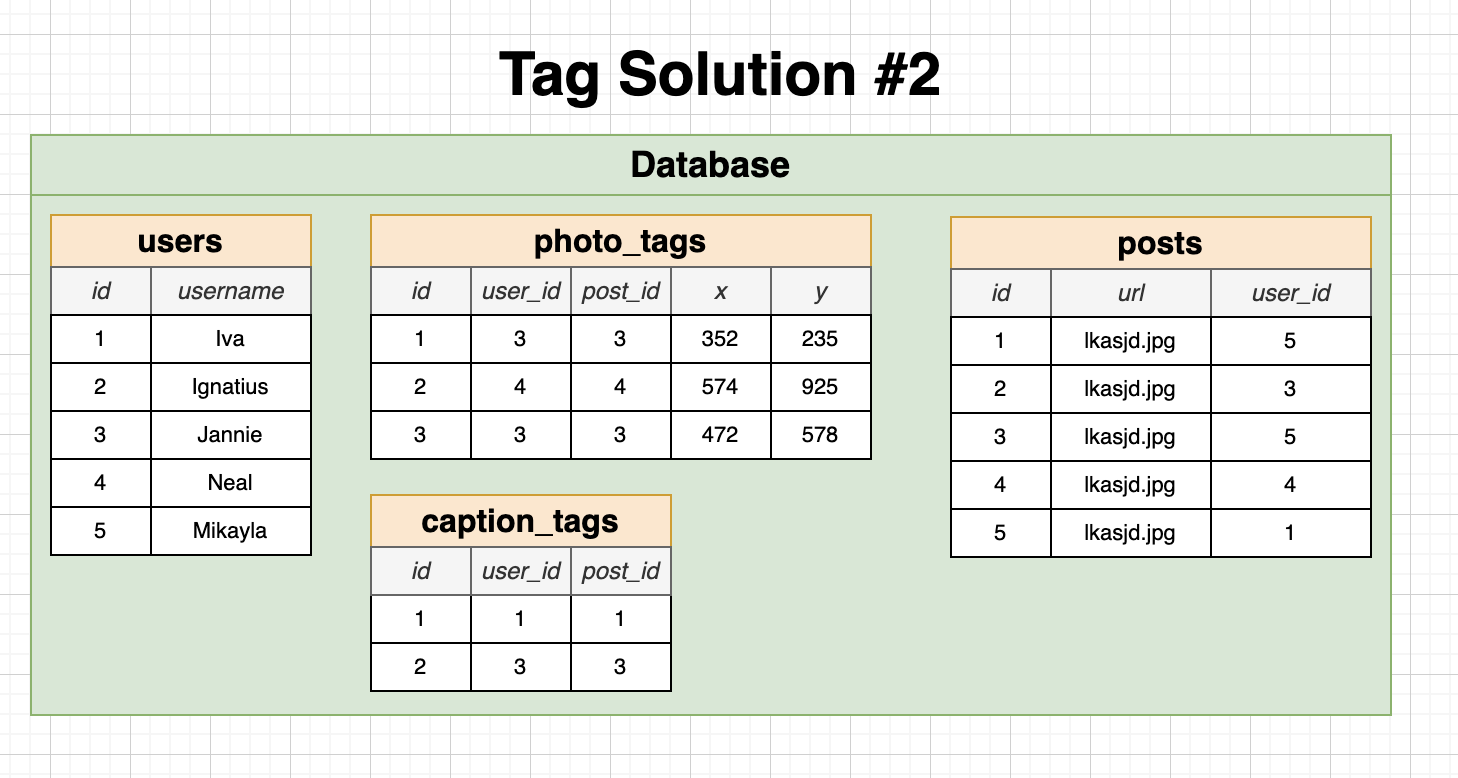 Tag Solution #2
Database
users
id username
1 Iva
2 Ignatius
3 Jannie
4 Neal
5 Mikayla
photo_tags
id user_id post_id x y
1 3 3 352 235
2 4 4 574 925
3 3 3 472 578
caption_tags
id user_id post_id
1 1 1
2 3 3
posts
id url user_id
1 lkasjd.jpg 5
2 lkasjd.jpg 3
3 lkasjd.jpg 5
4 lkasjd.jpg 4
5 lkasjd.jpg 1